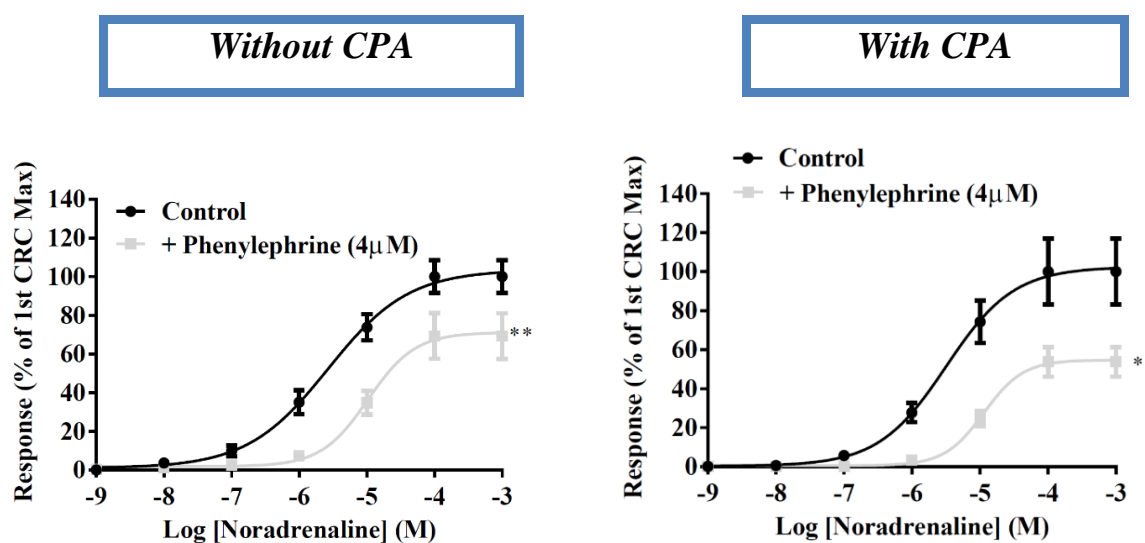 Without CPA
Control
+ Phenylephrine (4μM)
Response (% of 1st CRC Max)
140
120
100
80
60
40
20
0
**
-9 -8 -7 -6 -5 -4 -3
Log [Noradrenaline] (M)
With CPA
Control
+ Phenylephrine (4μM)
Response (% of 1st CRC Max)
140
120
100
80
60
40
20
0
*
-9 -8 -7 -6 -5 -4 -3
Log [Noradrenaline] (M)